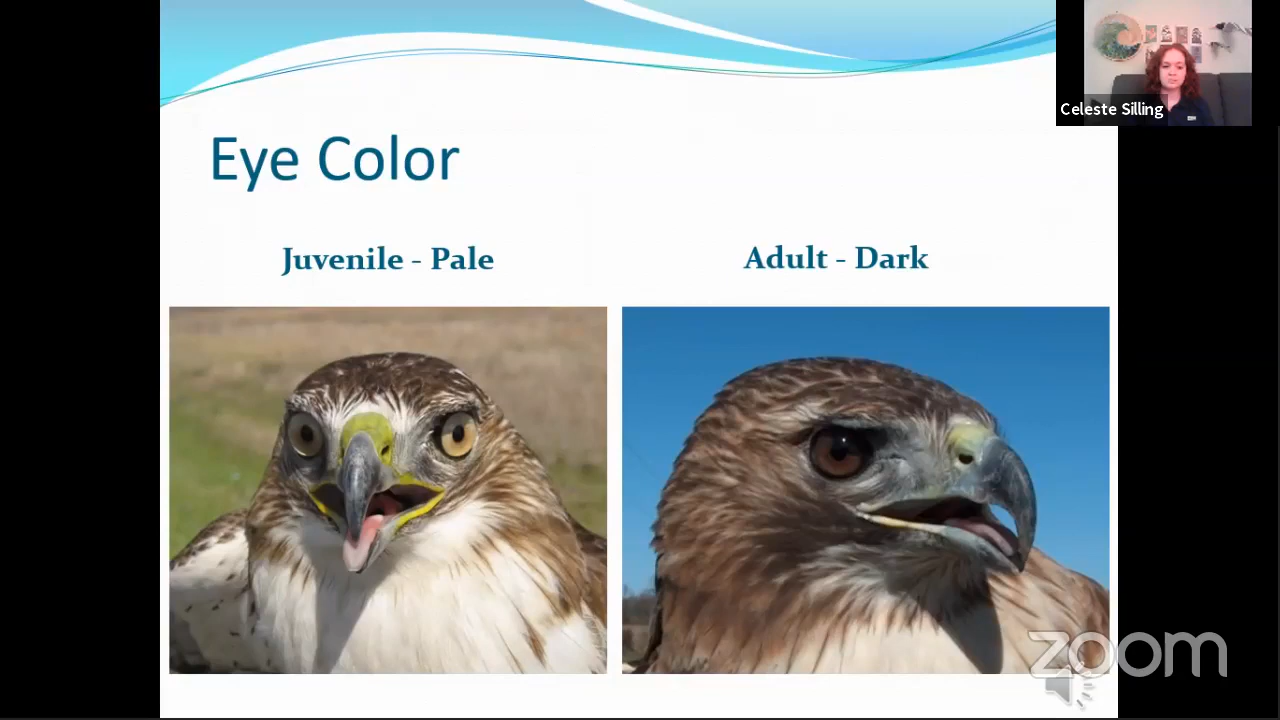 Celeste Silling
Eye Color
Juvenile - Pale
Adult - Dark
zoom